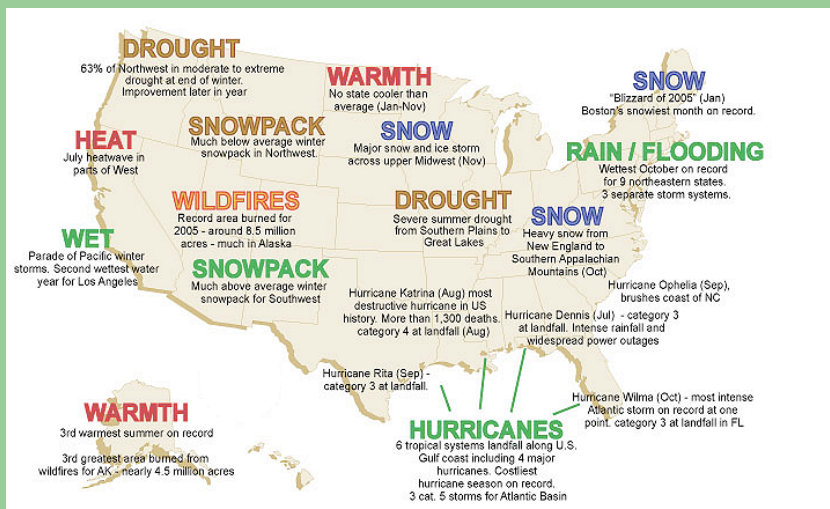 DROUGHT
63% of Northwest in moderate to extreme
drought at end of winter.
Improvement later in year
WARMTH
No state cooler than
average (Jan-Nov)
SNOW
"Blizzard of 2005" (Jan)
Boston's snowiest month on record.
HEAT
July heatwave in
parts of West
SNOWPACK
Much below average winter
snowpack in Northwest.
SNOW
Major snow and ice storm
across upper Midwest (Nov)
RAIN / FLOODING
Wettest October on record
for 9 northeastern states.
3 separate storm systems.
WILDFIRES
Record area burned for
2005 - around 8.5 million
acres - much in Alaska
DROUGHT
Severe summer drought
from Southern Plains to
Great Lakes
SNOW
Heavy snow from
New England to
Southern Appalachian
Mountains (Oct)
WET
Parade of Pacific winter
storms. Second wettest water
year for Los Angeles
SNOWPACK
Much above average winter
snowpack for Southwest
Hurricane Katrina (Aug) most
destructive hurricane in US
history. More than 1,300 deaths.
category 4 at landfall (Aug)
Hurricane Ophelia (Sep),
brushes coast of NC
Hurricane Dennis (Jul) - category 3
at landfall. Intense rainfall and
widespread power outages
Hurricane Rita (Sep) -
category 3 at landfall.
Hurricane Wilma (Oct) - most intense
Atlantic storm on record at one
point. category 3 at landfall in FL
WARMTH
3rd warmest summer on record
3rd greatest area burned from
wildfires for AK - nearly 4.5 million acres
HURRICANES
6 tropical systems landfall along U.S.
Gulf coast including 4 major
hurricanes. Costliest
hurricane season on record.
3 cat. 5 storms for Atlantic Basin